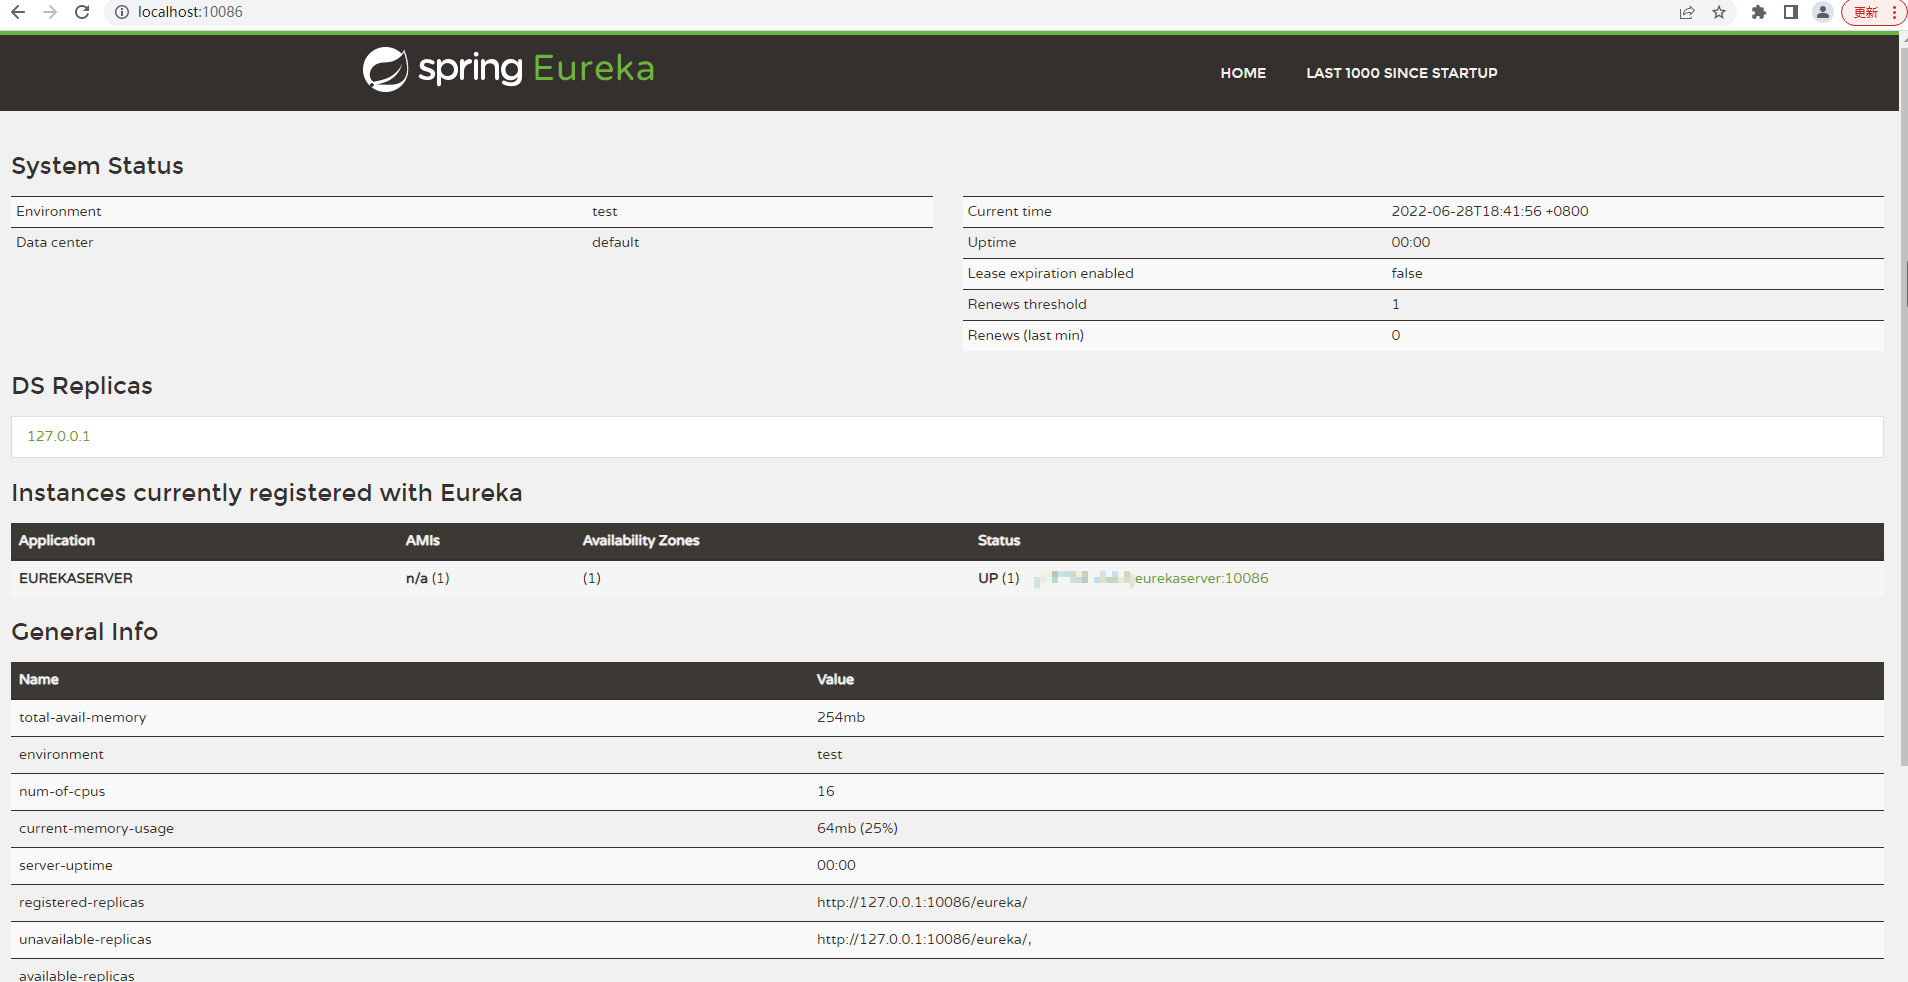 localhost:10086
更新
spring Eureka
HOME LAST 1000 SINCE STARTUP
System Status
Environment test
Data center default
Current time 2022-06-28T18:41:56 +0800
Uptime 00:00
Lease expiration enabled false
Renews threshold 1
Renews (last min) 0
DS Replicas
127.0.0.1
Instances currently registered with Eureka
Application AMIs Availability Zones Status
EUREKASERVER n/a (1) (1) UP (1) eurekaserver:10086
General Info
Name Value
total-avail-memory 254mb
environment test
num-of-cpus 16
current-memory-usage 64mb (25%)
server-uptime 00:00
registered-replicas http://127.0.0.1:10086/eureka/
unavailable-replicas http://127.0.0.1:10086/eureka/,
available-replicas